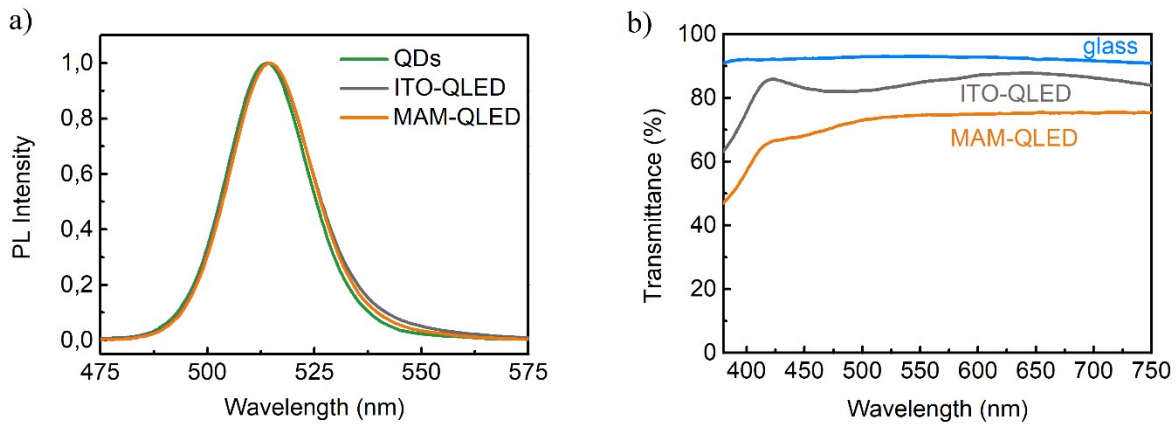 a)
QDs
ITO-QLED
MAM-QLED
1,0
0,8
0,6
0,4
0,2
0,0
PL Intensity
475 500 525 550 575
Wavelength (nm)
b)
glass
ITO-QLED
MAM-QLED
100
80
60
40
20
0
Transmittance (%)
400 450 500 550 600 650 700 750
Wavelength (nm)